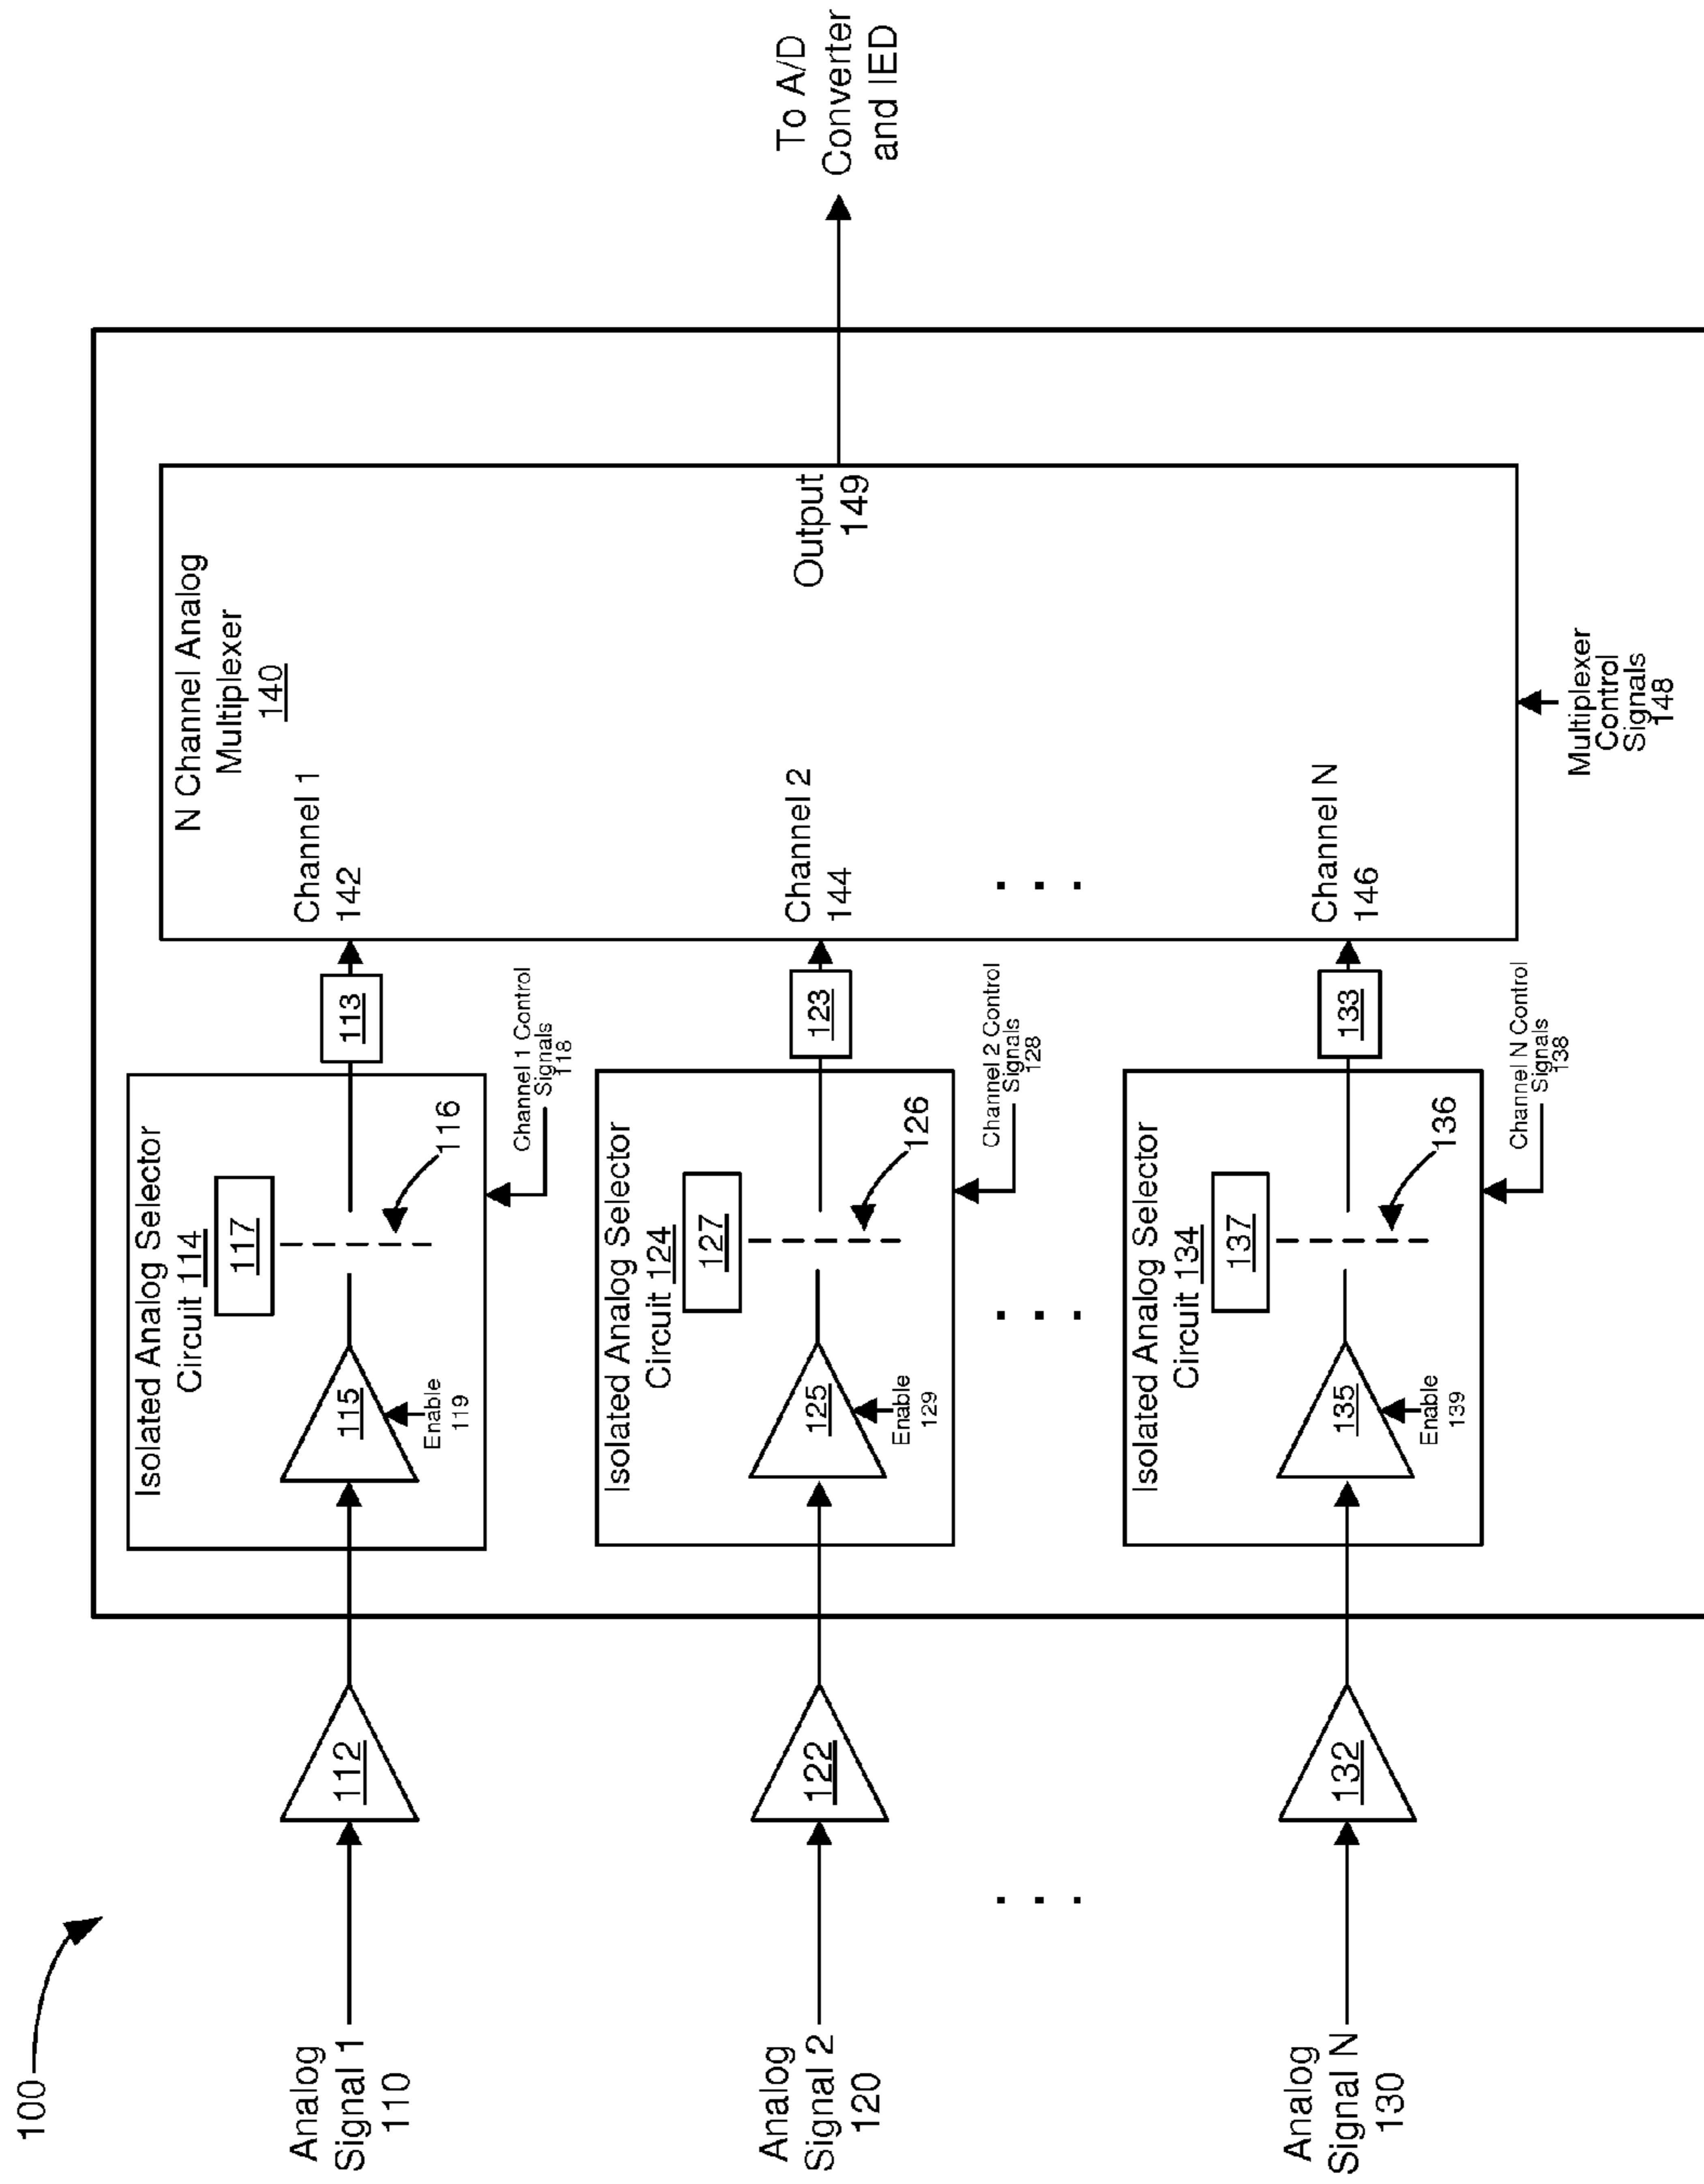 100
Analog
Signal 1
110
112
Isolated Analog Selector
Circuit 114
117
115
Enable
119
116
Channel 1 Control
Signals
118
113
Analog
Signal 2
120
122
Isolated Analog Selector
Circuit 124
127
125
Enable
129
126
Channel 2 Control
Signals
128
123
. . .
. . .
Analog
Signal N
130
132
Isolated Analog Selector
Circuit 134
137
135
Enable
139
136
Channel N Control
Signals
138
133
N Channel Analog
Multiplexer
140
Channel 1
142
Channel 2
144
. . .
Channel N
146
Output
149
Multiplexer
Control
Signals
148
To A/D
Converter
and IED